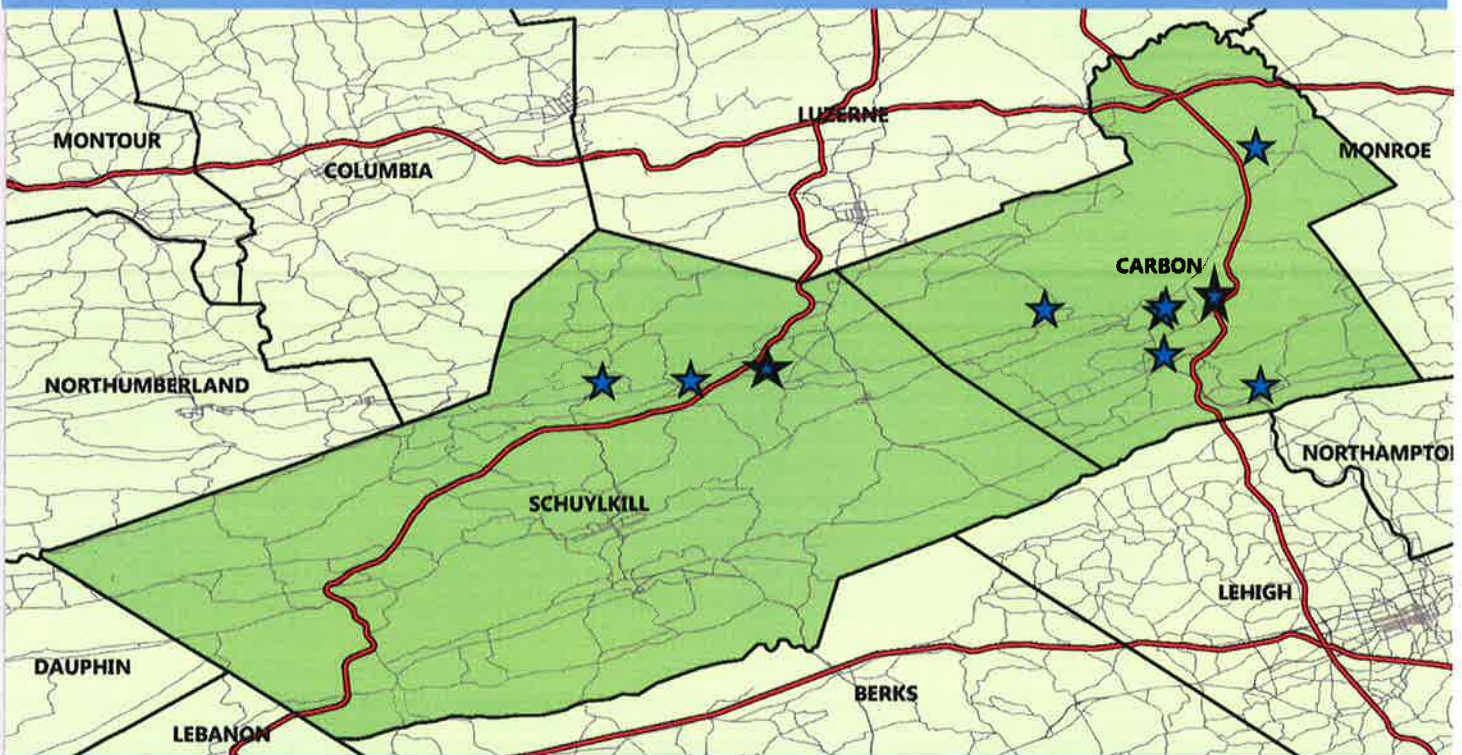 LUZERNE
MONTOUR
COLUMBIA
MONROE
CARBON
NORTHUMBERLAND
NORTHAMPTO
SCHUYLKILL
LEHIGH
DAUPHIN
BERKS
LEBANON